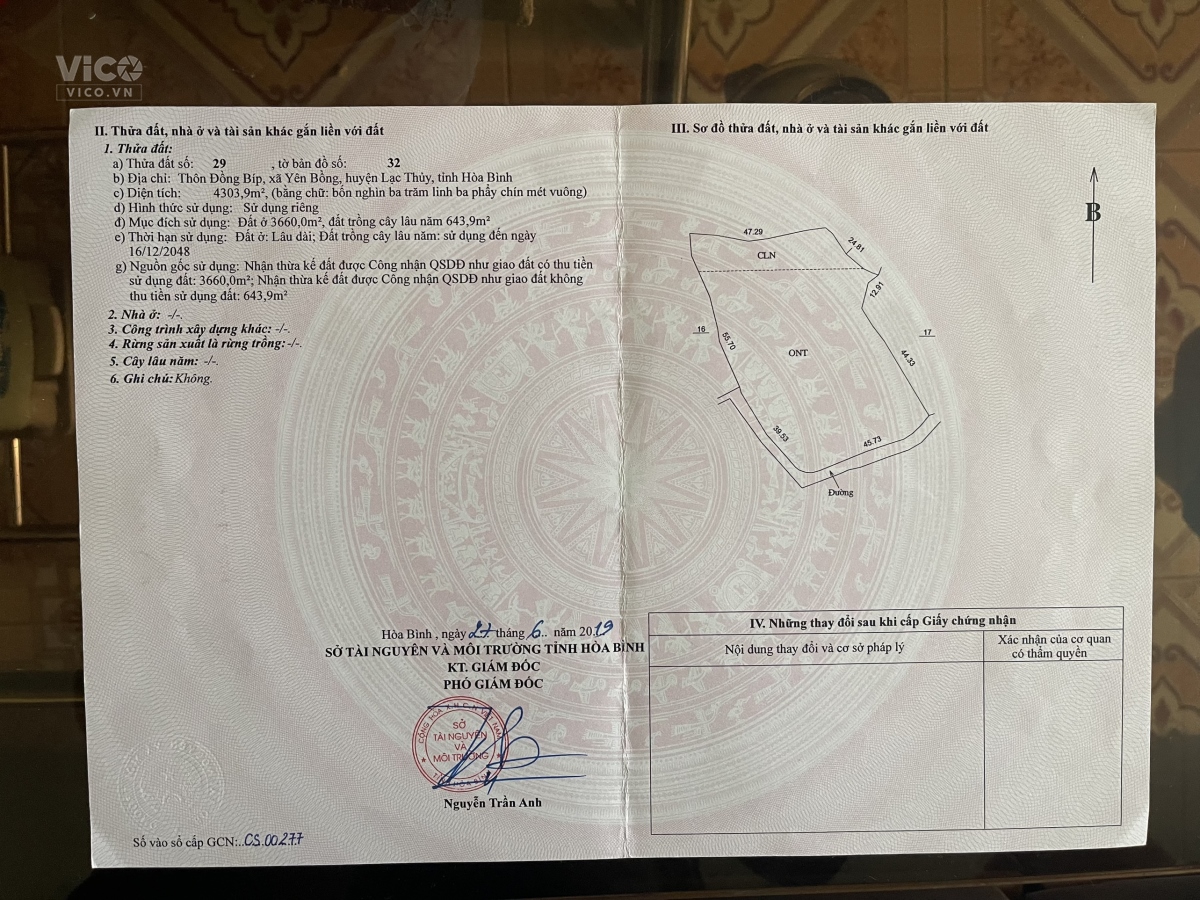 VICO
VICO.VN
II. Thửa đất, nhà ở và tài sản khác gắn liền với đất
1. Thửa đất:
a) Thửa đất số: 29 , tờ bản đồ số: 32
b) Địa chỉ: Thôn Đồng Bíp, xã Yên Bồng, huyện Lạc Thủy, tỉnh Hòa Bình
c) Diện tích: 4303,9m², (bằng chữ: bốn nghìn ba trăm linh ba phẩy chín mét vuông)
d) Hình thức sử dụng: Sử dụng riêng
đ) Mục đích sử dụng: Đất ở 3660,0m², đất trồng cây lâu năm 643,9m²
e) Thời hạn sử dụng: Đất ở: Lâu dài; Đất trồng cây lâu năm: sử dụng đến ngày
16/12/2048
g) Nguồn gốc sử dụng: Nhận thừa kế đất được Công nhận QSDĐ như giao đất có thu tiền
sử dụng đất: 3660,0m²; Nhận thừa kế đất được Công nhận QSDĐ như giao đất không
thu tiền sử dụng đất: 643,9m²
2. Nhà ở: -/-.
3. Công trình xây dựng khác: -/-.
4. Rừng sản xuất là rừng trồng:-/-.
5. Cây lâu năm: -/-.
6. Ghi chú: Không.
Hòa Bình , ngày 27 tháng 6.. năm 2019
SỞ TÀI NGUYÊN VÀ MÔI TRƯỜNG TỈNH HÒA BÌNH
KT. GIÁM ĐỐC
PHÓ GIÁM ĐỐC
CỘNG HÒA X.H.C.N VIỆT NAM
SỞ
TÀI NGUYÊN
VÀ
MÔI TRƯỜNG
TỈNH HÒA BÌNH
Nguyễn Trần Anh
Số vào sổ cấp GCN:..CS.00277
III. Sơ đồ thửa đất, nhà ở và tài sản khác gắn liền với đất
B
47.29
24.81
CLN
12.91
16
17
55.70
ONT
44.33
39.53
45.73
Đường
IV. Những thay đổi sau khi cấp Giấy chứng nhận
Nội dung thay đổi và cơ sở pháp lý
Xác nhận của cơ quan
có thẩm quyền